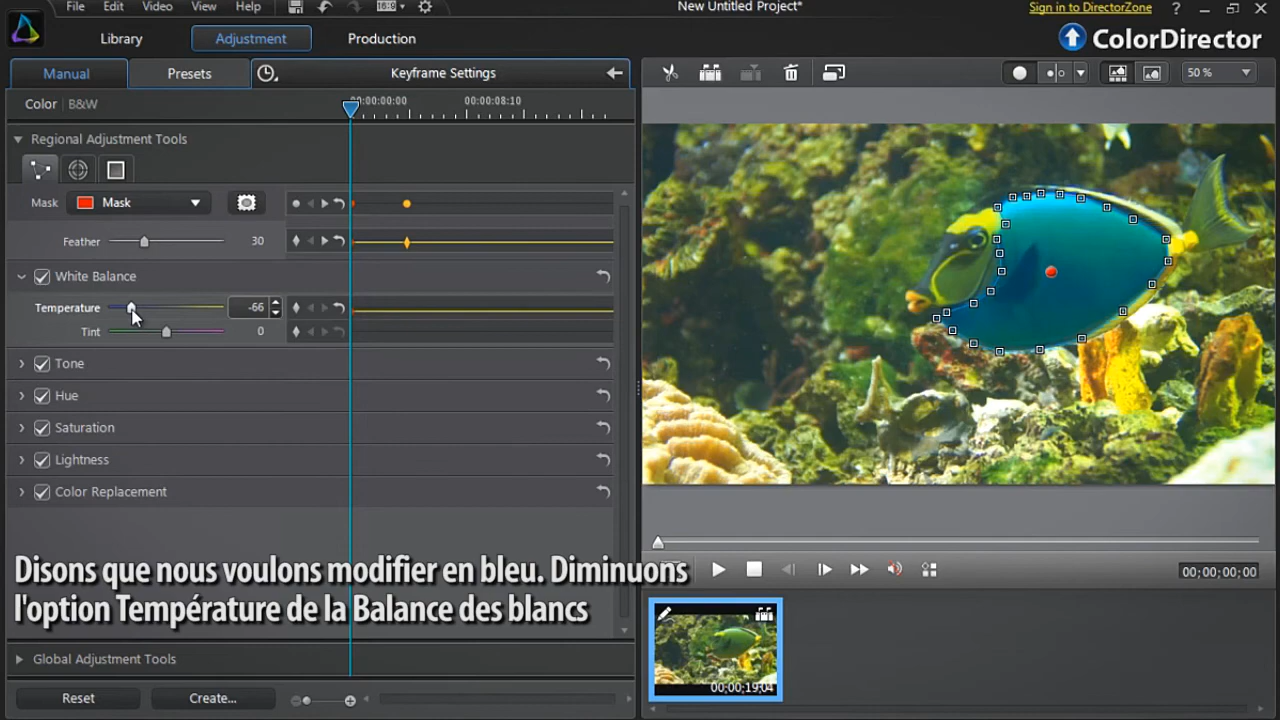 File Edit Video View Help
16:9
New Untitled Project*
Sign in to DirectorZone
?
Library
Adjustment
Production
ColorDirector
Manual
Presets
Keyframe Settings
50 %
Color
B&W
00:00:00:00
00:00:08:10
Regional Adjustment Tools
Mask
Mask
Feather
30
White Balance
Temperature
-66
Tint
0
Tone
Hue
Saturation
Lightness
Color Replacement
Disons que nous voulons modifier en bleu. Diminuons
l'option Température de la Balance des blancs
00;00;00;00
00;00;19;04
Global Adjustment Tools
Reset
Create...